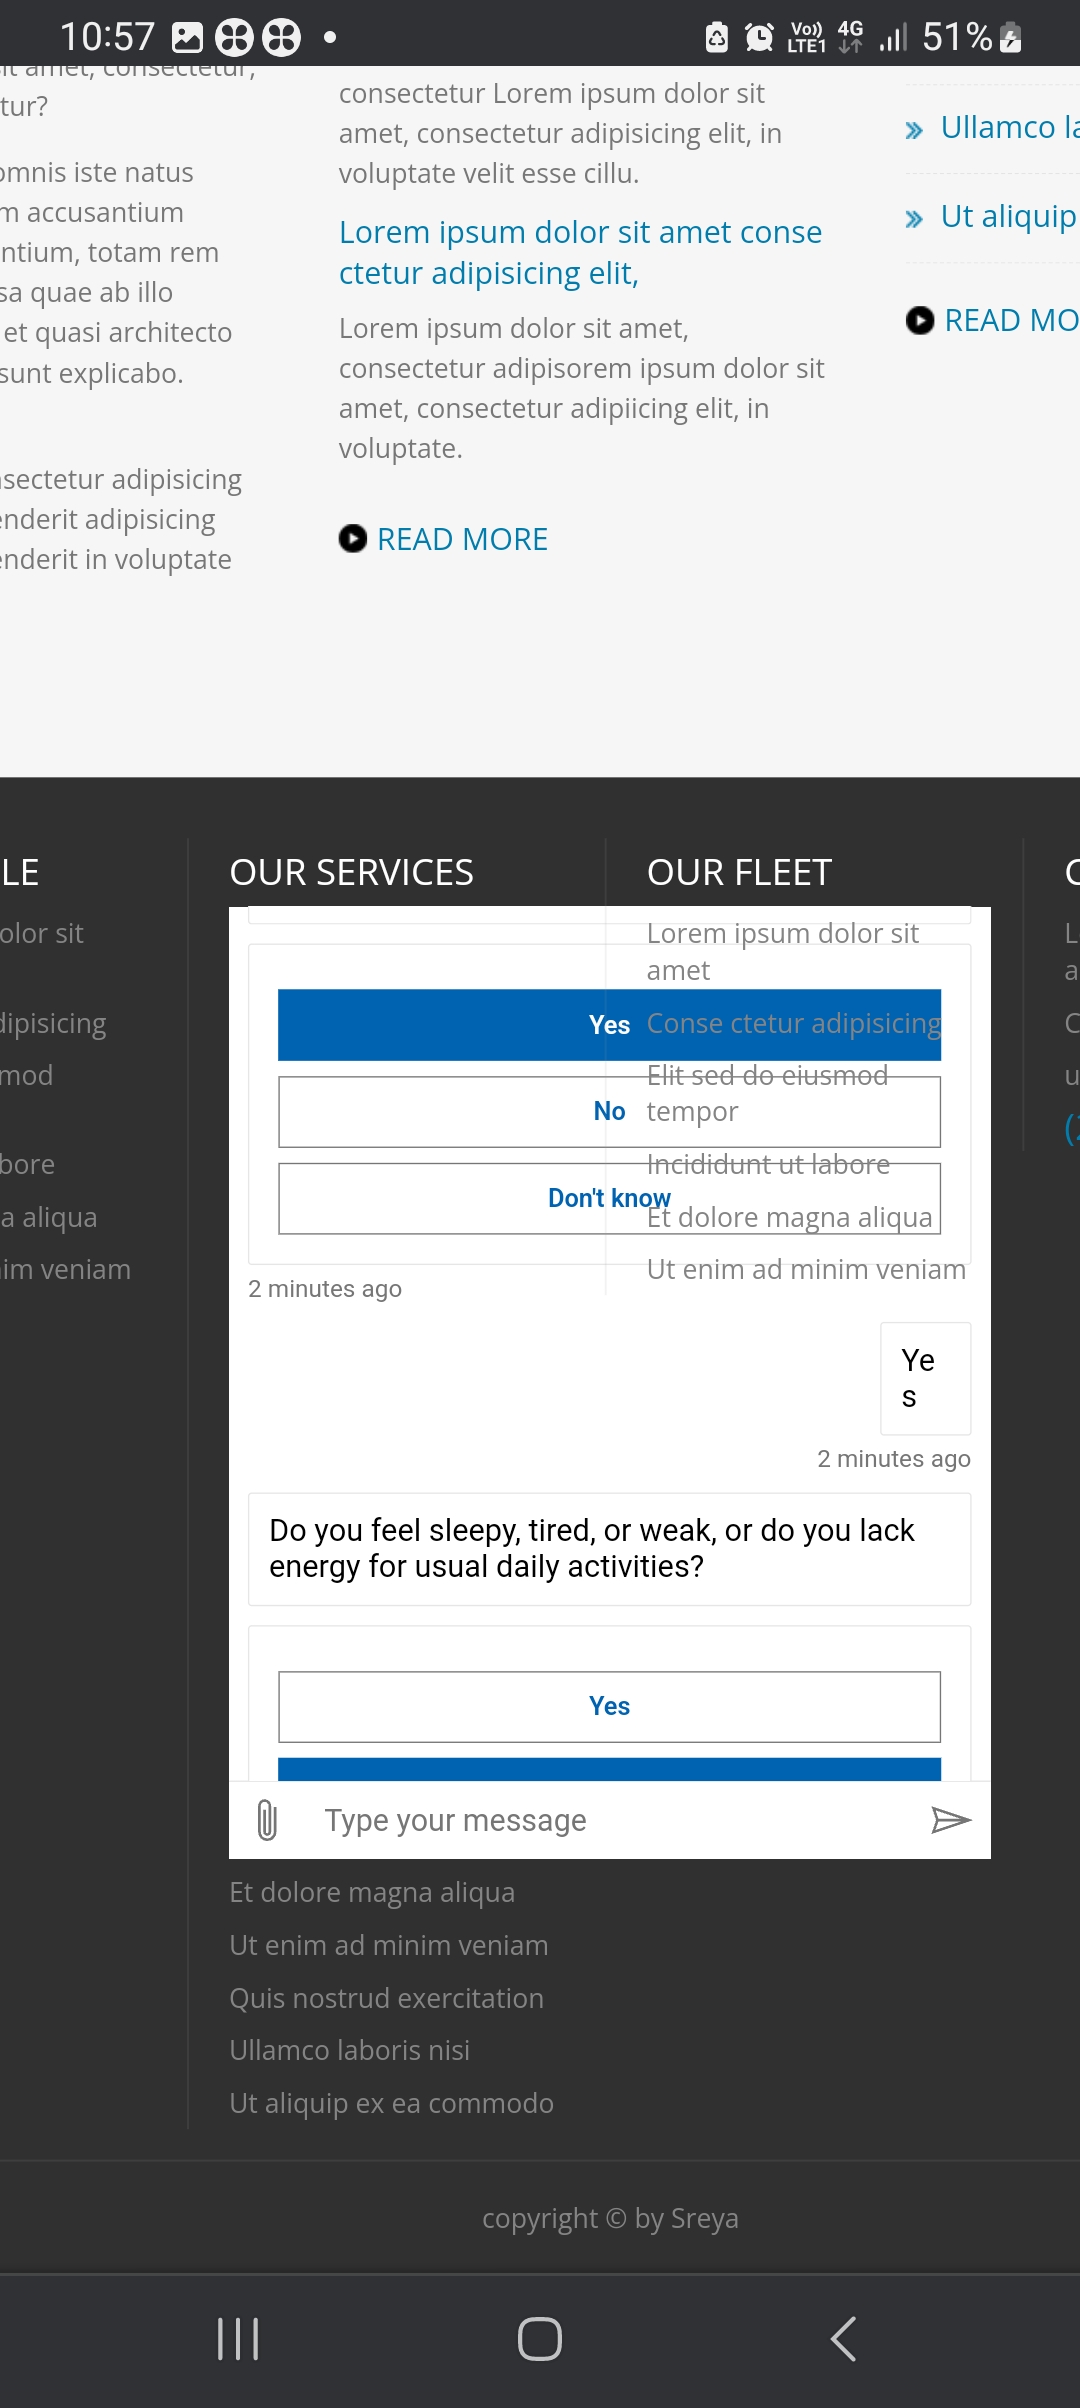 10:57
Vo)) LTE1 4G 51%
sit amet, consectetur,
tur?
omnis iste natus
m accusantium
ntium, totam rem
sa quae ab illo
et quasi architecto
sunt explicabo.
nsectetur adipisicing
enderit adipisicing
enderit in voluptate
consectetur Lorem ipsum dolor sit
amet, consectetur adipisicing elit, in
voluptate velit esse cillu.
Lorem ipsum dolor sit amet conse
ctetur adipisicing elit,
Lorem ipsum dolor sit amet,
consectetur adipisorem ipsum dolor sit
amet, consectetur adipiicing elit, in
voluptate.
READ MORE
Ullamco la
Ut aliquip
READ MO
LE
olor sit
dipisicing
mod
bore
a aliqua
nim veniam
OUR SERVICES
Yes
No
Don't know
2 minutes ago
Ye
s
2 minutes ago
Do you feel sleepy, tired, or weak, or do you lack
energy for usual daily activities?
Yes
Type your message
Et dolore magna aliqua
Ut enim ad minim veniam
Quis nostrud exercitation
Ullamco laboris nisi
Ut aliquip ex ea commodo
OUR FLEET
Lorem ipsum dolor sit
amet
Conse ctetur adipisicing
Elit sed do eiusmod
tempor
Incididunt ut labore
Et dolore magna aliqua
Ut enim ad minim veniam
copyright © by Sreya